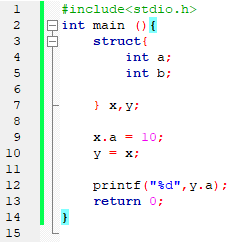 1 #include<stdio.h>
2 int main (){
3 struct{
4 int a;
5 int b;
6
7 } x,y;
8
9 x.a = 10;
10 y = x;
11
12 printf("%d",y.a);
13 return 0;
14 }
15